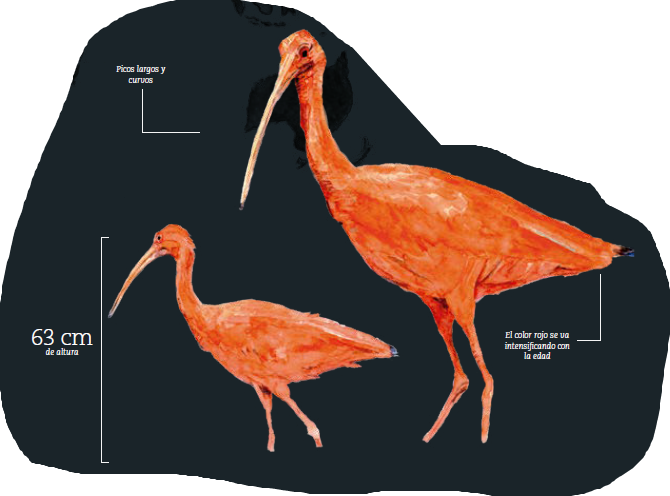 Picos largos y
curvos
63 cm
de altura
El color rojo se va
intensificando con
la edad